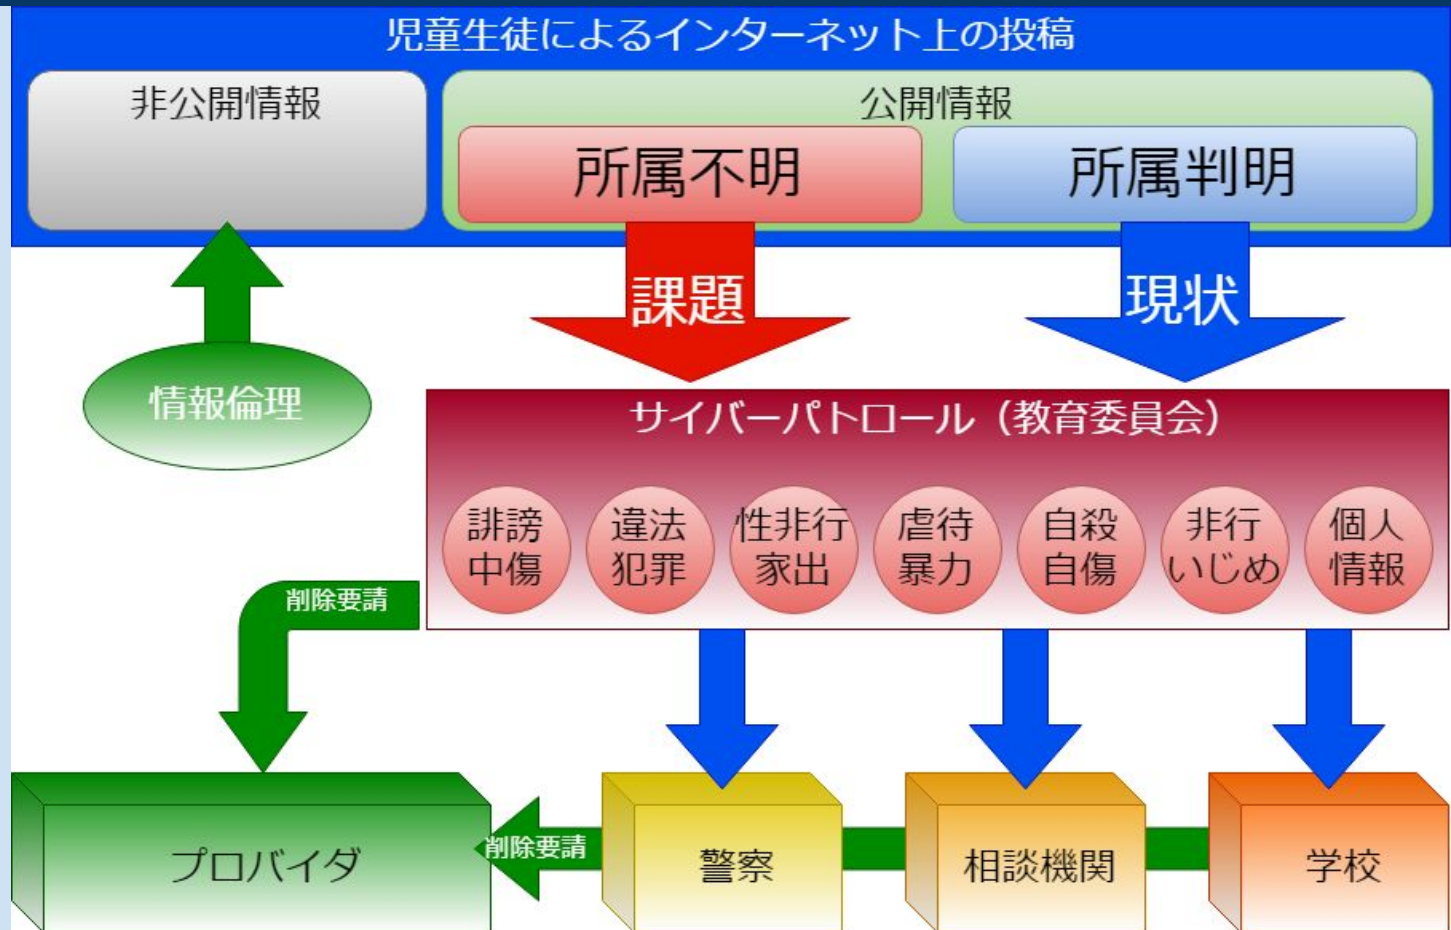 児童生徒によるインターネット上の投稿
非公開情報
公開情報
所属不明
所属判明
課題
現状
情報倫理
サイバーパトロール（教育委員会）
誹謗
中傷
違法
犯罪
性非行
家出
虐待
暴力
自殺
自傷
非行
いじめ
個人
情報
削除要請
プロバイダ
削除要請
警察
相談機関
学校